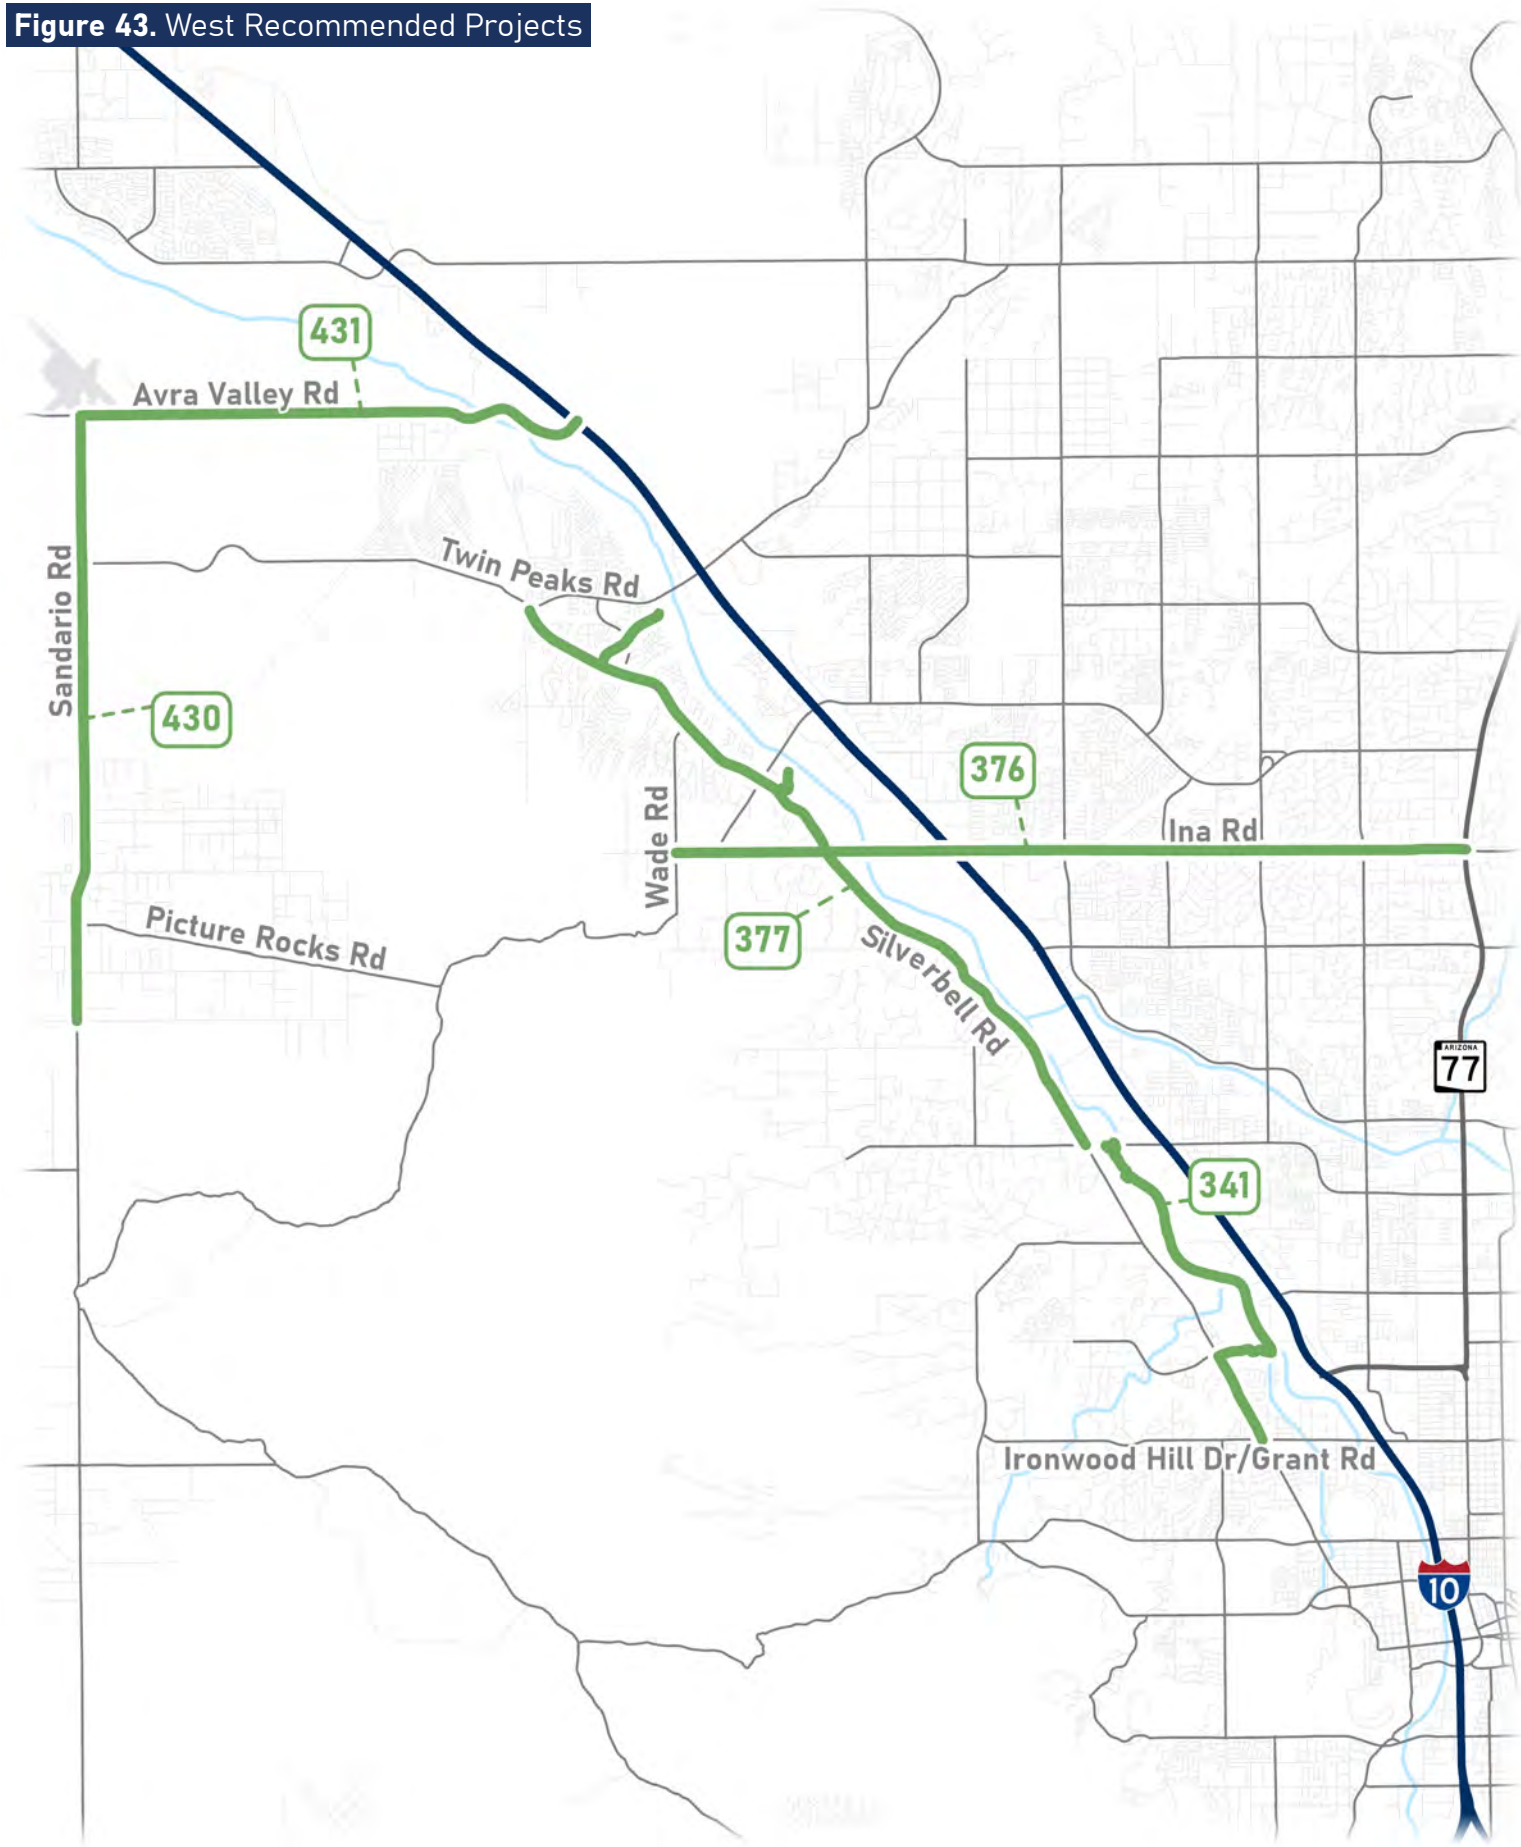 Figure 43. West Recommended Projects
431
Avra Valley Rd
Twin Peaks Rd
Sandario Rd
430
376
Ina Rd
Wade Rd
Picture Rocks Rd
377
Silverbell Rd
ARIZONA
77
341
Ironwood Hill Dr/Grant Rd
10